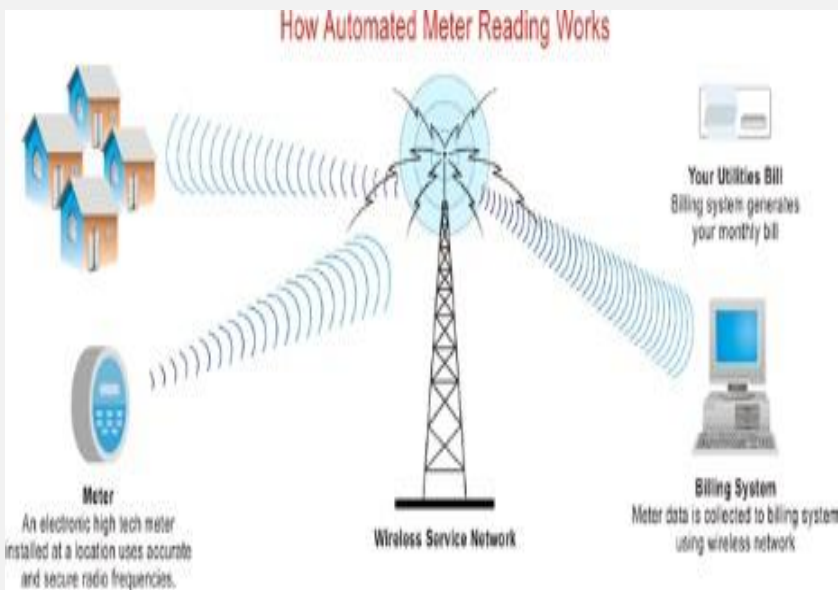 How Automated Meter Reading Works
Your Utilities Bill
Billing system generates
your monthly bill
Meter
An electronic high tech meter
installed at a location uses accurate
and secure radio frequencies.
Wireless Service Network
Billing System
Meter data is collected to billing system
using wireless network